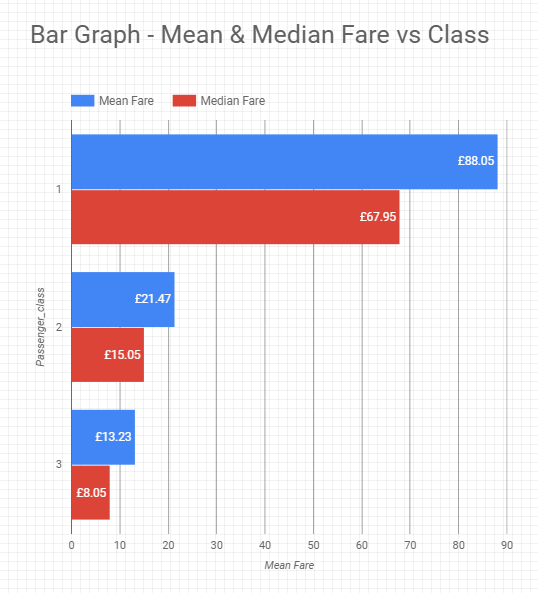 Bar Graph - Mean & Median Fare vs Class
Mean Fare
Median Fare
1
£88.05
£67.95
Passenger_class
2
£21.47
£15.05
3
£13.23
£8.05
0 10 20 30 40 50 60 70 80 90
Mean Fare